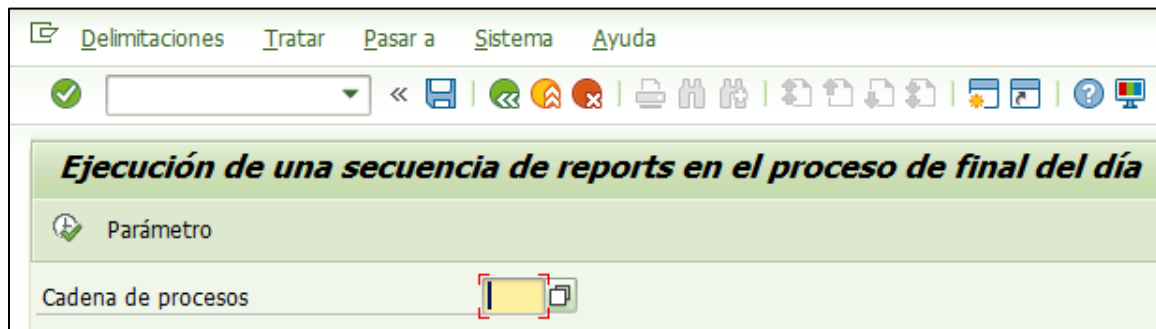 Delimitaciones Tratar Pasar a Sistema Ayuda
Ejecución de una secuencia de reports en el proceso de final del día
Parámetro
Cadena de procesos